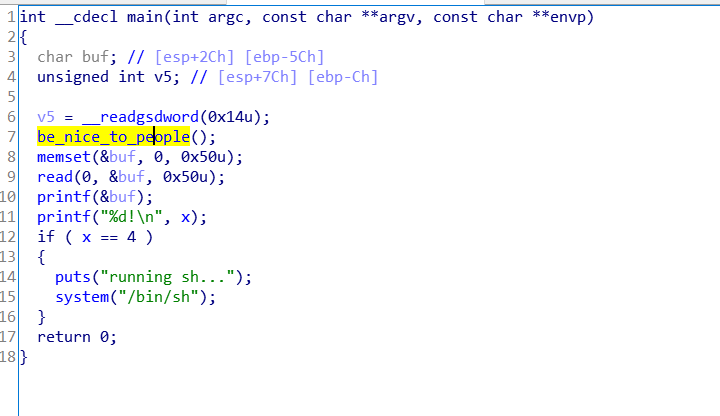 1 int __cdecl main(int argc, const char **argv, const char **envp)
2 {
3 char buf; // [esp+2Ch] [ebp-5Ch]
4 unsigned int v5; // [esp+7Ch] [ebp-Ch]
5
6 v5 = __readgsdword(0x14u);
7 be_nice_to_people();
8 memset(&buf, 0, 0x50u);
9 read(0, &buf, 0x50u);
10 printf(&buf);
11 printf("%d!\n", x);
12 if ( x == 4 )
13 {
14 puts("running sh...");
15 system("/bin/sh");
16 }
17 return 0;
18 }